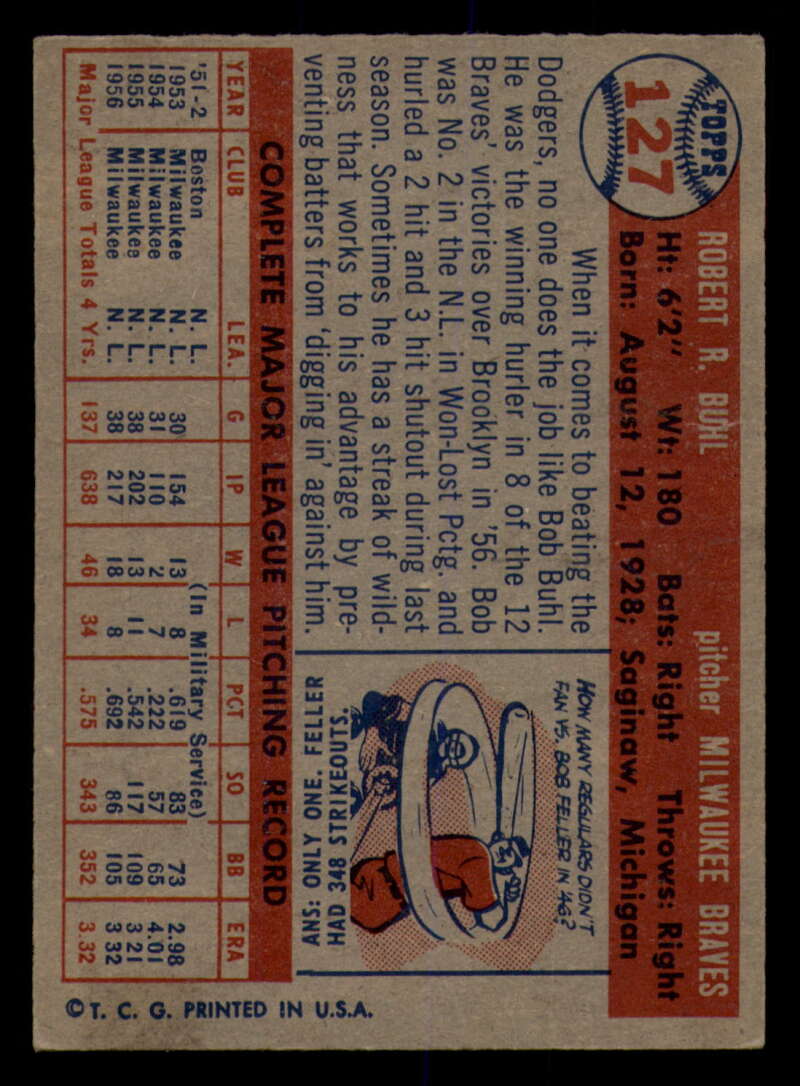 TOPPS
127
ROBERT R. BUHL pitcher MILWAUKEE BRAVES
Ht: 6'2" Wt: 180 Bats: Right Throws: Right
Born: August 12, 1928; Saginaw, Michigan
When it comes to beating the
Dodgers, no one does the job like Bob Buhl.
He was the winning hurler in 8 of the 12
Braves' victories over Brooklyn in '56. Bob
was No. 2 in the N.L. in Won-Lost Pctg. and
hurled a 2 hit and 3 hit shutout during last
season. Sometimes he has a streak of wild-
ness that works to his advantage by pre-
venting batters from 'digging in' against him.
HOW MANY REGULARS DIDN'T
FAN VS. BOB FELLER IN '46?
ANS: ONLY ONE. FELLER
HAD 348 STRIKEOUTS.
COMPLETE MAJOR LEAGUE PITCHING RECORD
YEAR CLUB LEA. G IP W L PCT SO BB ERA
'51-2 Boston N. L. (In Military Service)
1953 Milwaukee N. L. 30 154 13 8 .619 83 73 2.98
1954 Milwaukee N. L. 31 110 2 7 .222 57 65 4.01
1955 Milwaukee N. L. 38 202 13 11 .542 117 109 3.21
1956 Milwaukee N. L. 38 217 18 8 .692 86 105 3.32
Major League Totals 4 Yrs. 137 638 46 34 .575 343 352 3.32
© T. C. G. PRINTED IN U.S.A.